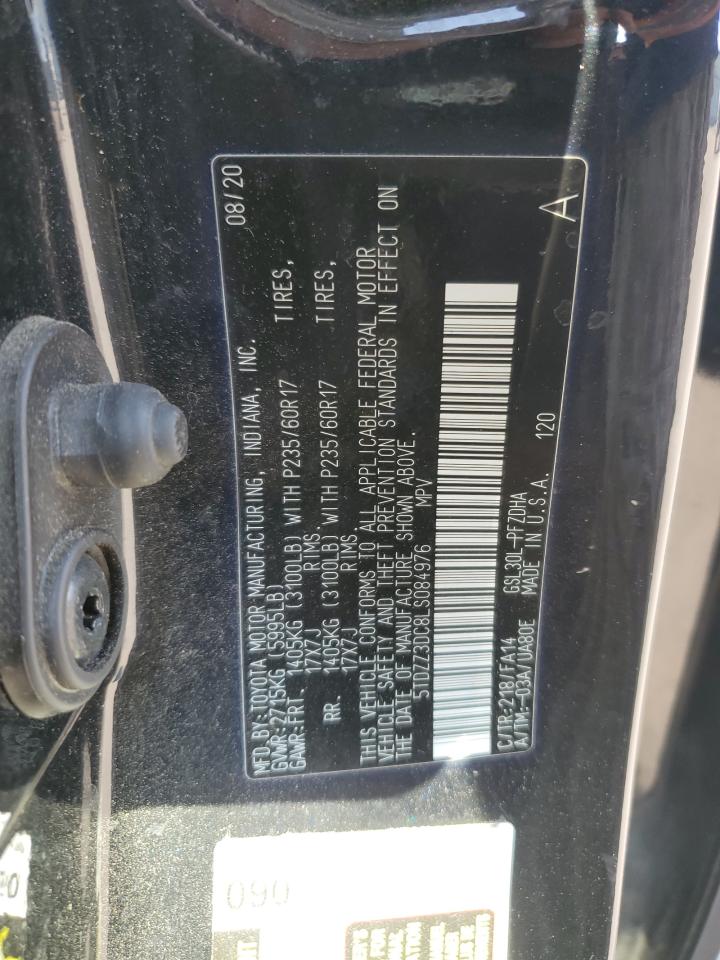 MFD.BY:TOYOTA MOTOR MANUFACTURING, INDIANA, INC. 08/20
GVWR:2715KG (5995LB)
GAWR:FRT. 1405KG (3100LB) WITH P235/60R17 TIRES,
17X7J RIMS.
RR. 1405KG (3100LB) WITH P235/60R17 TIRES,
17X7J RIMS.
THIS VEHICLE CONFORMS TO ALL APPLICABLE FEDERAL MOTOR
VEHICLE SAFETY AND THEFT PREVENTION STANDARDS IN EFFECT ON
THE DATE OF MANUFACTURE SHOWN ABOVE.
5TDZZ3DC8LS084976 MPV
C/TR:218/FA14 GSL30L-PFZDHA
A/TM:-03A/UA80E MADE IN U.S.A. 120 A
090